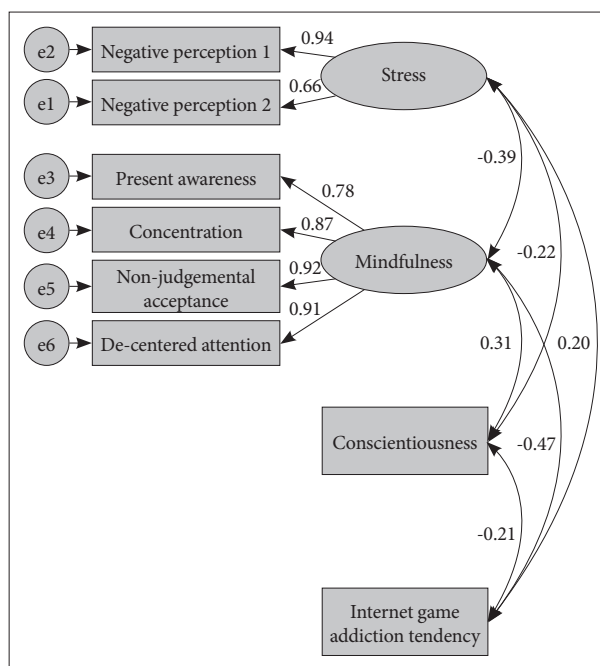 e2
Negative perception 1
0.94
Stress
e1
Negative perception 2
0.66
-0.39
e3
Present awareness
0.78
e4
Concentration
0.87
Mindfulness
-0.22
e5
Non-judgemental
acceptance
0.92
e6
De-centered attention
0.91
0.31
0.20
Conscientiousness
-0.47
-0.21
Internet game
addiction tendency